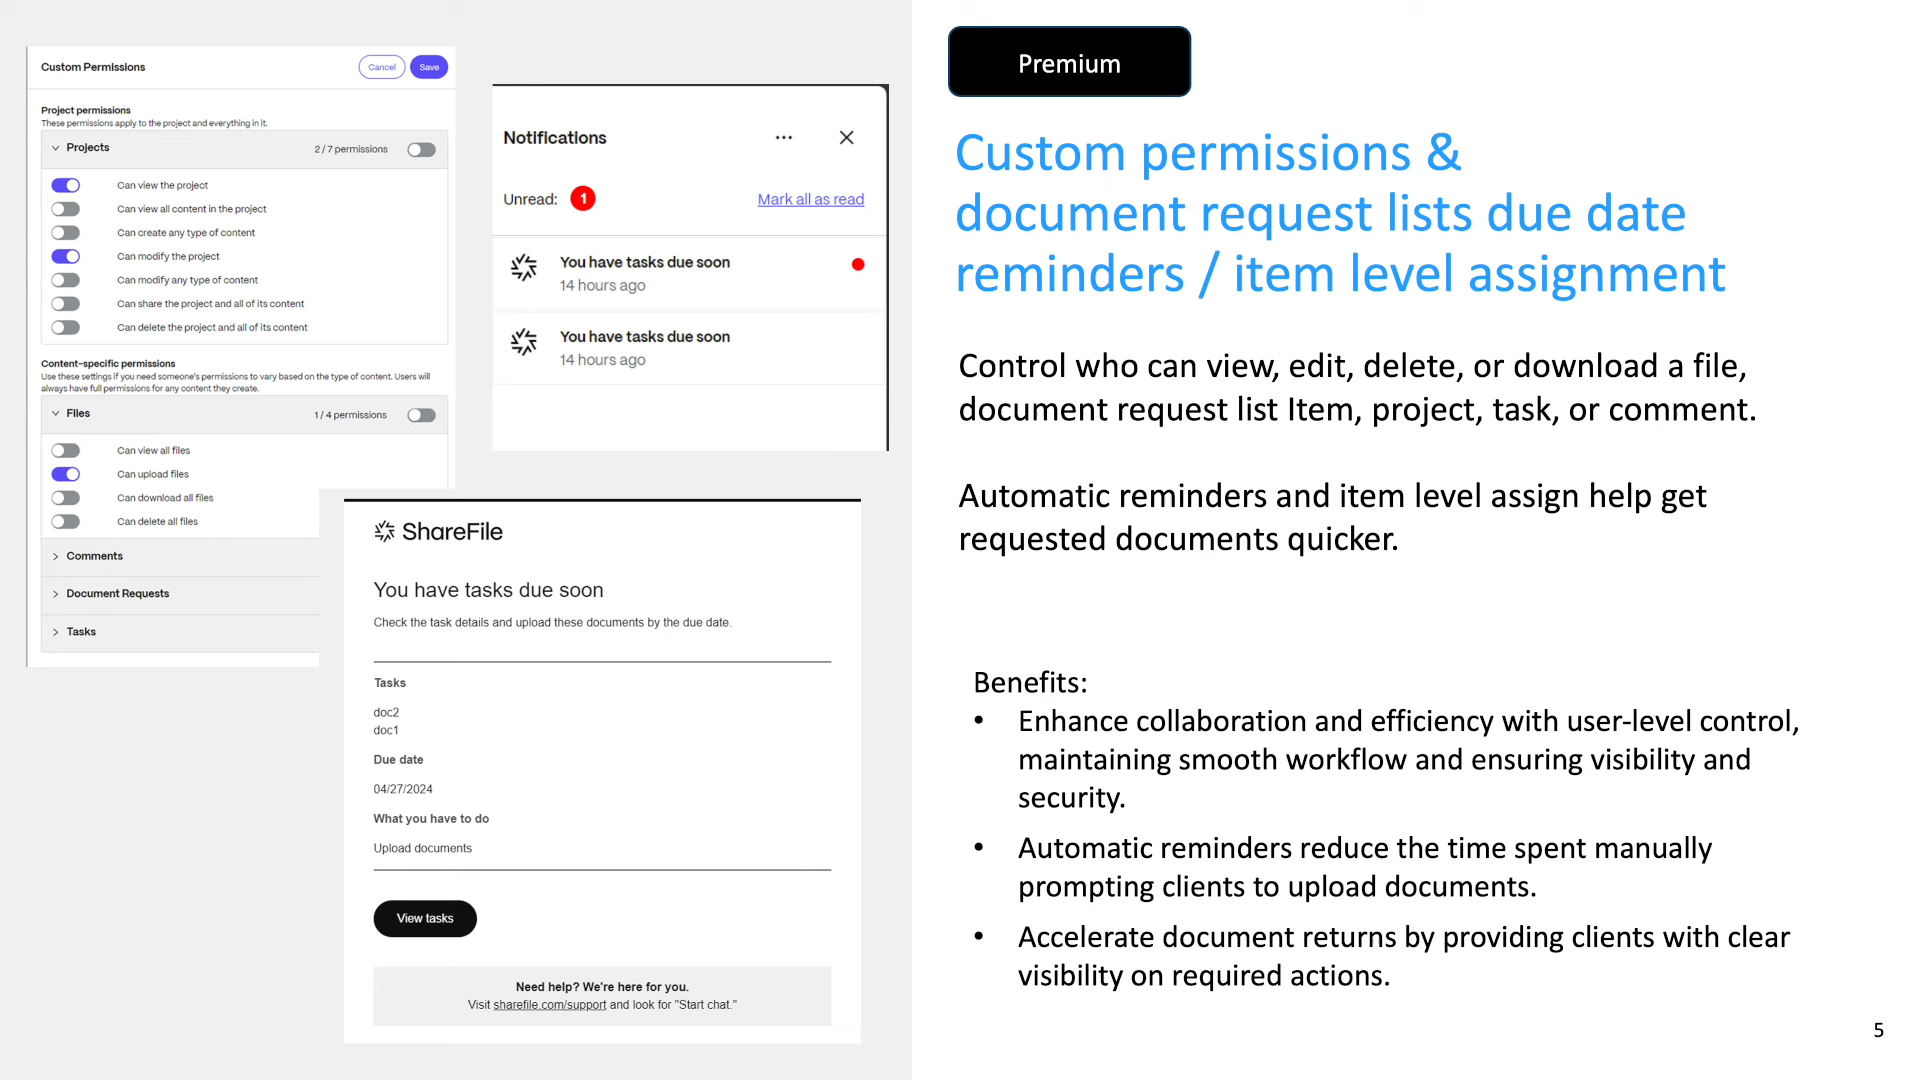 Custom Permissions
Cancel
Save
Project permissions
These permissions apply to the project and everything in it.
Projects
2 / 7 permissions
Can view the project
Can view all content in the project
Can create any type of content
Can modify the project
Can modify any type of content
Can share the project and all of its content
Can delete the project and all of its content
Content-specific permissions
Use these settings if you need someone's permissions to vary based on the type of content. Users will
always have full permissions for any content they create.
Files
1 / 4 permissions
Can view all files
Can upload files
Can download all files
Can delete all files
Comments
Document Requests
Tasks
Notifications
Unread: 1
Mark all as read
You have tasks due soon
14 hours ago
You have tasks due soon
14 hours ago
ShareFile
You have tasks due soon
Check the task details and upload these documents by the due date.
Tasks
doc2
doc1
Due date
04/27/2024
What you have to do
Upload documents
View tasks
Need help? We're here for you.
Visit sharefile.com/support and look for "Start chat."
Premium
Custom permissions &
document request lists due date
reminders / item level assignment
Control who can view, edit, delete, or download a file,
document request list Item, project, task, or comment.
Automatic reminders and item level assign help get
requested documents quicker.
Benefits:
• Enhance collaboration and efficiency with user-level control,
maintaining smooth workflow and ensuring visibility and
security.
• Automatic reminders reduce the time spent manually
prompting clients to upload documents.
• Accelerate document returns by providing clients with clear
visibility on required actions.
5